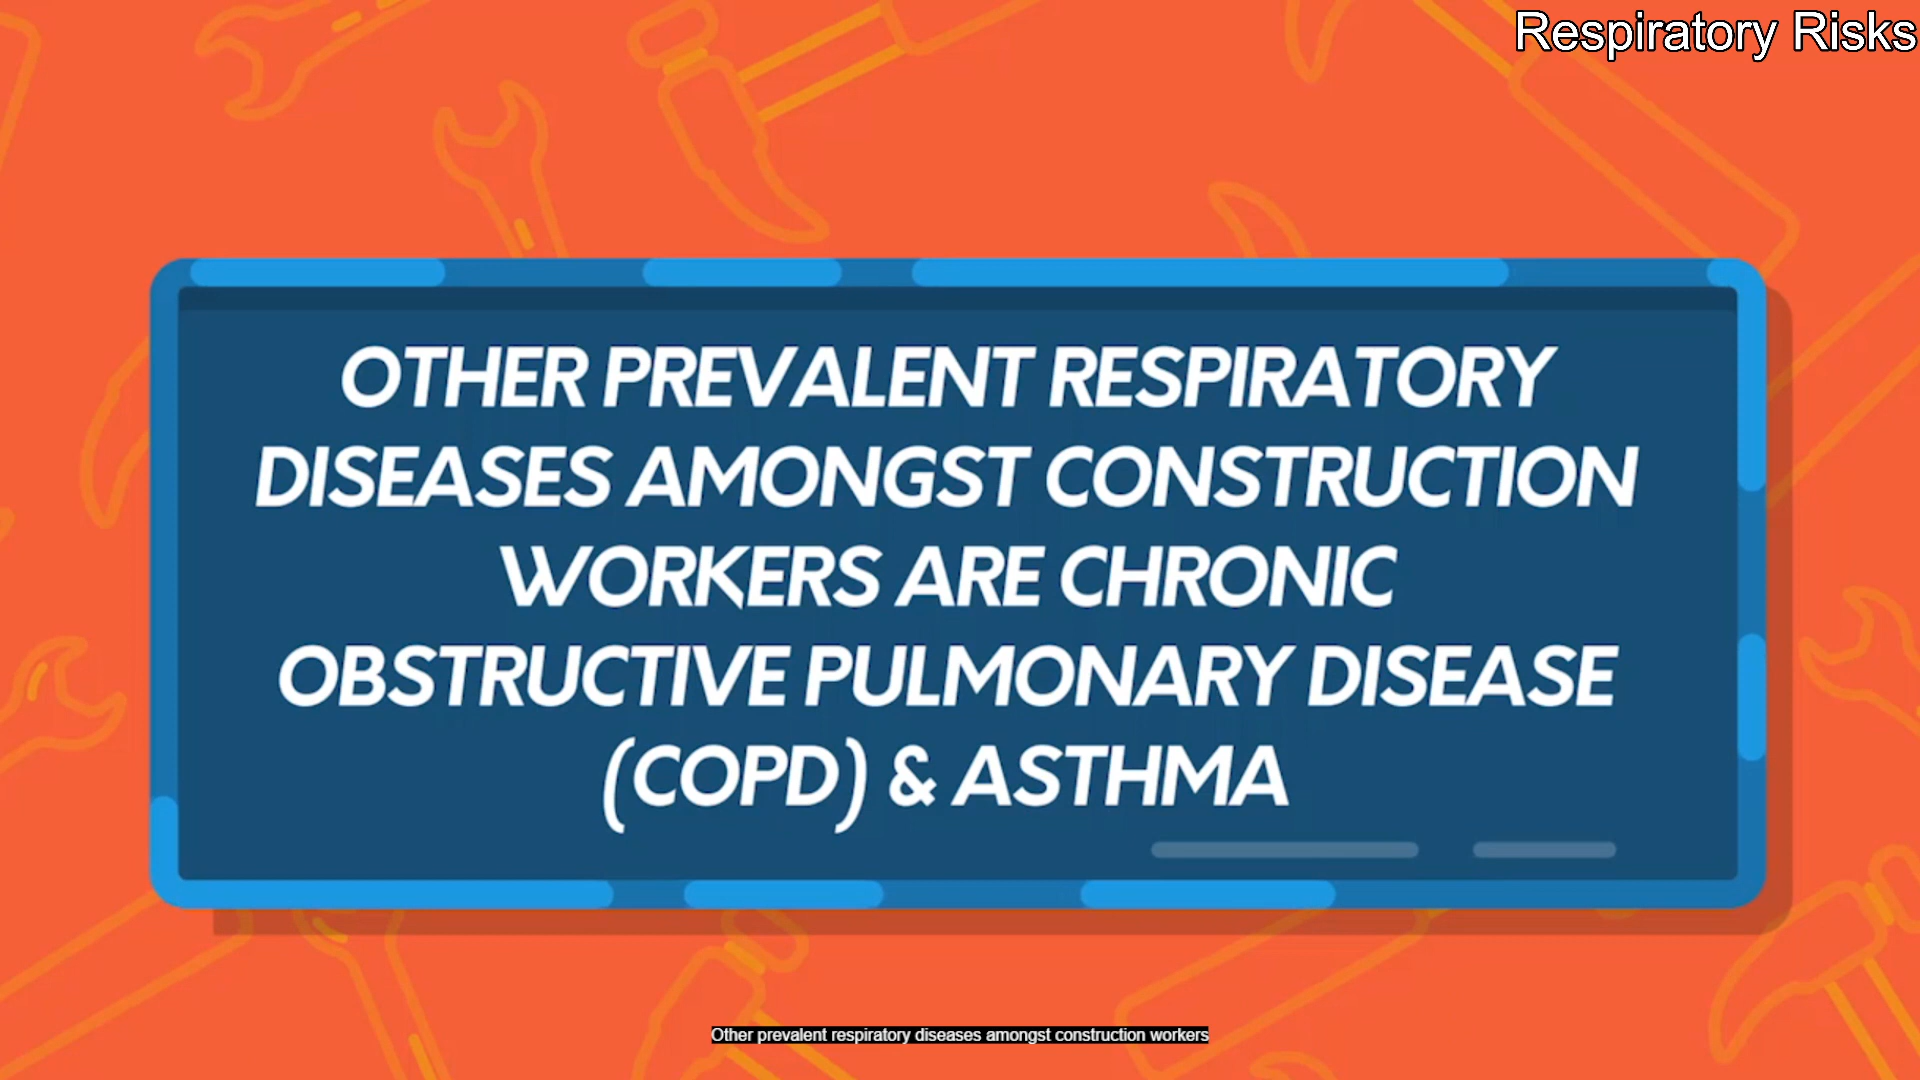 Respiratory Risks
OTHER PREVALENT RESPIRATORY
DISEASES AMONGST CONSTRUCTION
WORKERS ARE CHRONIC
OBSTRUCTIVE PULMONARY DISEASE
(COPD) & ASTHMA
Other prevalent respiratory diseases amongst construction workers